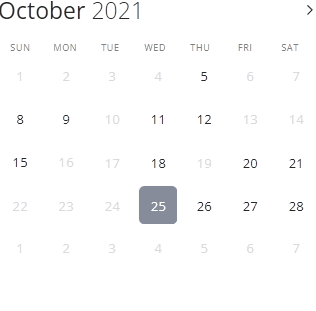 October 2021
SUN MON TUE WED THU FRI SAT
1 2 3 4 5 6 7
8 9 10 11 12 13 14
15 16 17 18 19 20 21
22 23 24 25 26 27 28
1 2 3 4 5 6 7